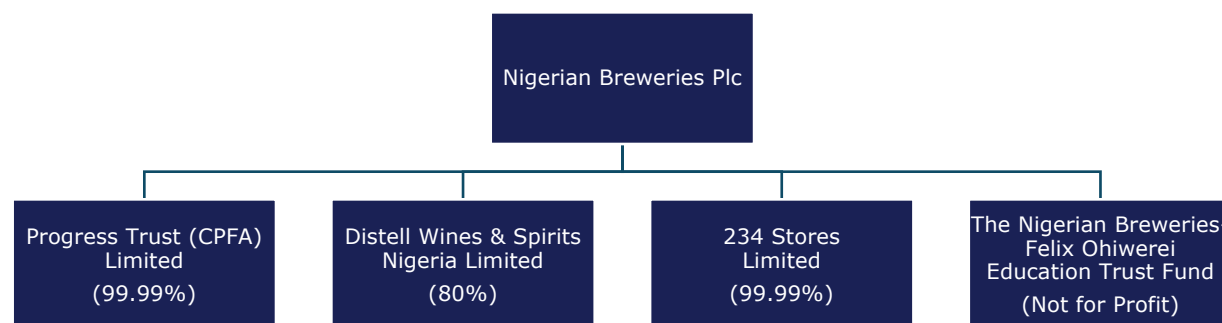 Nigerian Breweries Plc
Progress Trust (CPFA)
Limited
(99.99%)
Distell Wines & Spirits
Nigeria Limited
(80%)
234 Stores
Limited
(99.99%)
The Nigerian Breweries-
Felix Ohiwerei
Education Trust Fund
(Not for Profit)